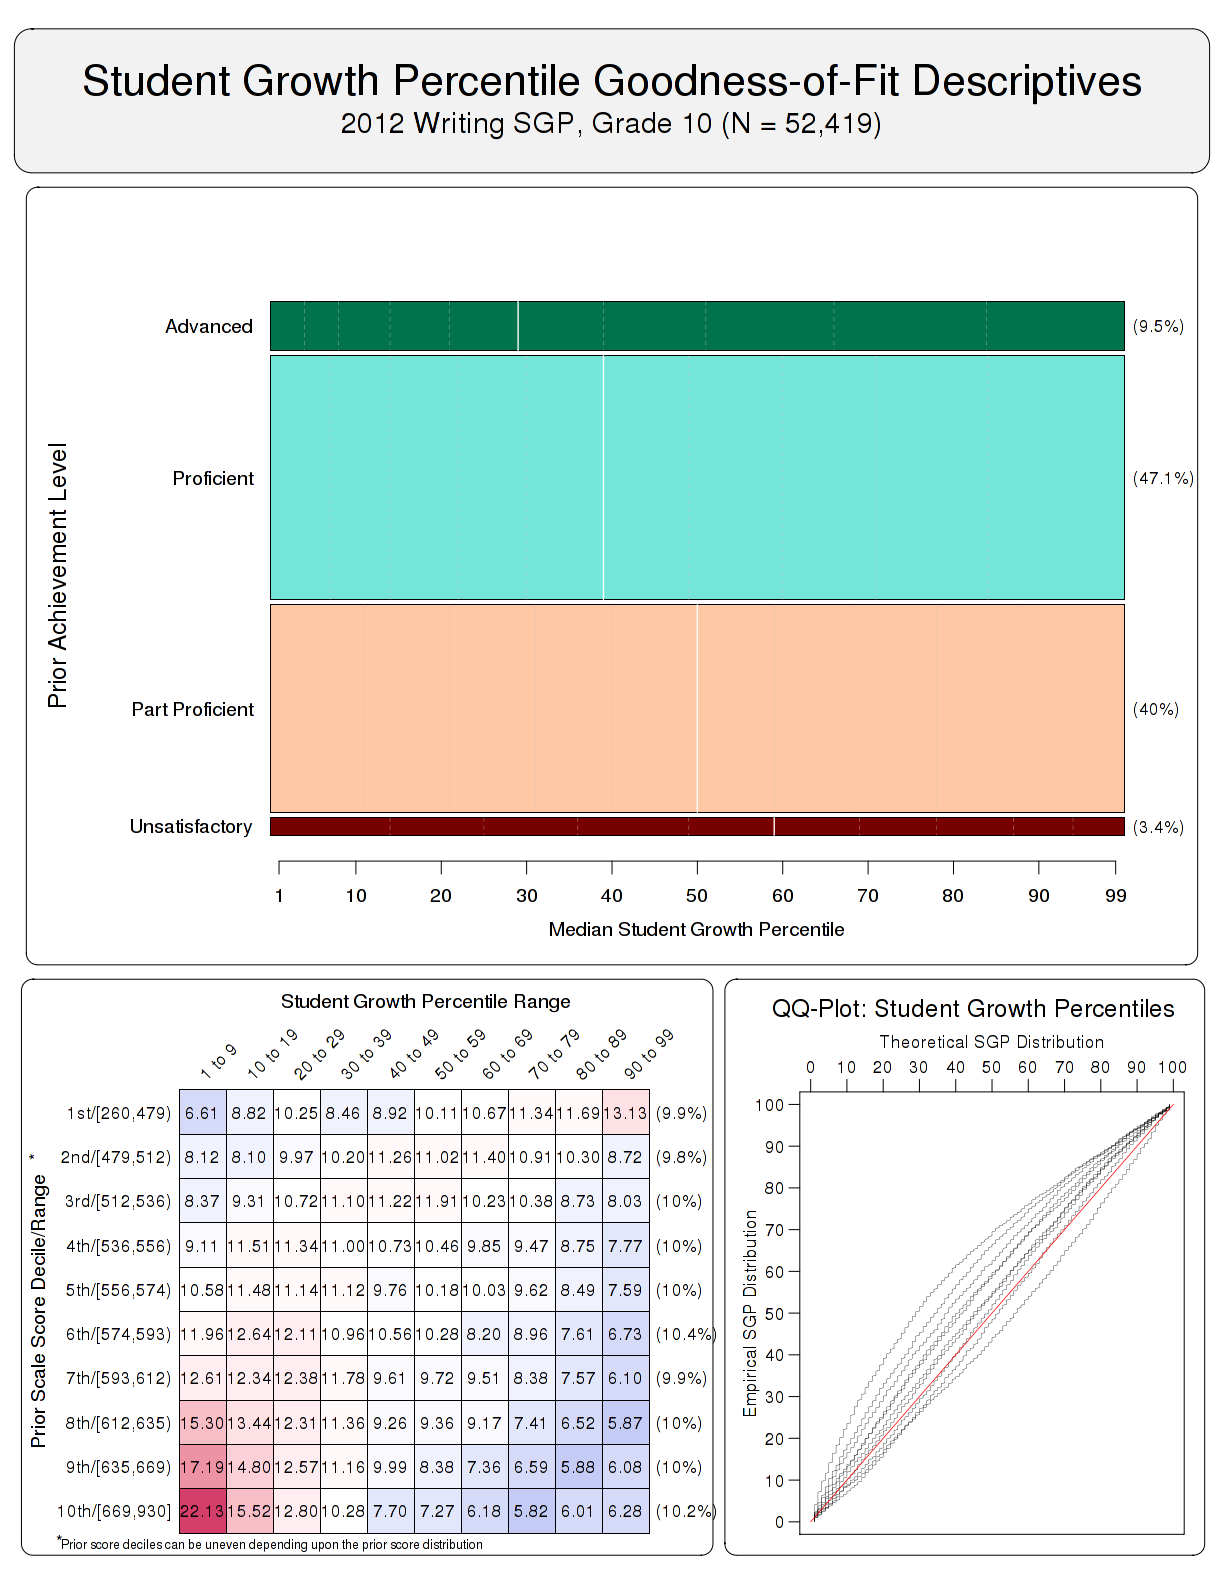 Student Growth Percentile Goodness-of-Fit Descriptives
2012 Writing SGP, Grade 10 (N = 52,419)
Prior Achievement Level
Advanced (9.5%)
Proficient (47.1%)
Part Proficient (40%)
Unsatisfactory (3.4%)
1 10 20 30 40 50 60 70 80 90 99
Median Student Growth Percentile
Student Growth Percentile Range
1 to 9 10 to 19 20 to 29 30 to 39 40 to 49 50 to 59 60 to 69 70 to 79 80 to 89 90 to 99
Prior Scale Score Decile/Range *
1st/[260,479) 6.61 8.82 10.25 8.46 8.92 10.11 10.67 11.34 11.69 13.13 (9.9%)
2nd/[479,512) 8.12 8.10 9.97 10.20 11.26 11.02 11.40 10.91 10.30 8.72 (9.8%)
3rd/[512,536) 8.37 9.31 10.72 11.10 11.22 11.91 10.23 10.38 8.73 8.03 (10%)
4th/[536,556) 9.11 11.51 11.34 11.00 10.73 10.46 9.85 9.47 8.75 7.77 (10%)
5th/[556,574) 10.58 11.48 11.14 11.12 9.76 10.18 10.03 9.62 8.49 7.59 (10%)
6th/[574,593) 11.96 12.64 12.11 10.96 10.56 10.28 8.20 8.96 7.61 6.73 (10.4%)
7th/[593,612) 12.61 12.34 12.38 11.78 9.61 9.72 9.51 8.38 7.57 6.10 (9.9%)
8th/[612,635) 15.30 13.44 12.31 11.36 9.26 9.36 9.17 7.41 6.52 5.87 (10%)
9th/[635,669) 17.19 14.80 12.57 11.16 9.99 8.38 7.36 6.59 5.88 6.08 (10%)
10th/[669,930] 22.13 15.52 12.80 10.28 7.70 7.27 6.18 5.82 6.01 6.28 (10.2%)
*Prior score deciles can be uneven depending upon the prior score distribution
QQ-Plot: Student Growth Percentiles
Theoretical SGP Distribution
0 10 20 30 40 50 60 70 80 90 100
Empirical SGP Distribution
100
90
80
70
60
50
40
30
20
10
0